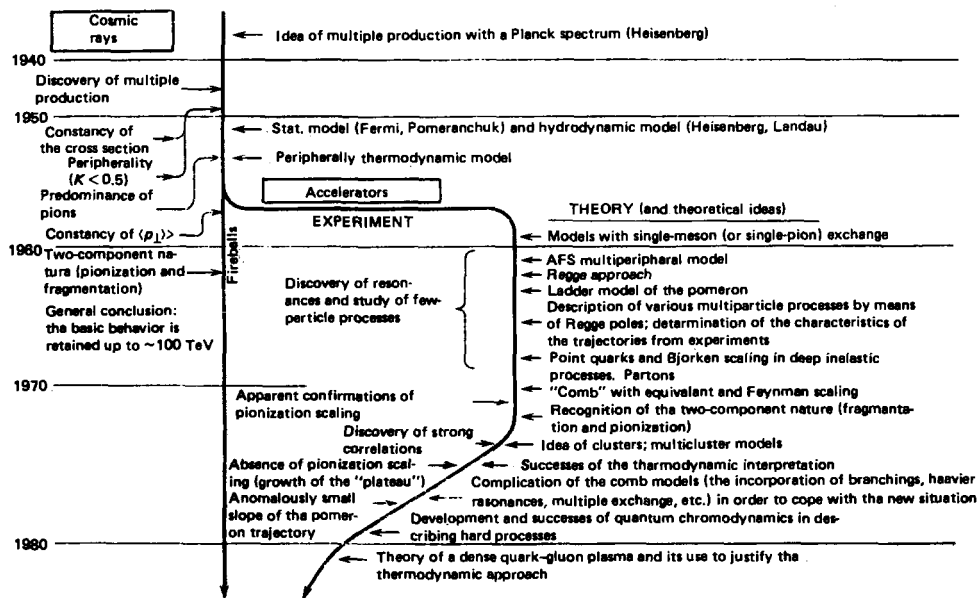 Cosmic
rays
Idea of multiple production with a Planck spectrum (Heisenberg)
1940
Discovery of multiple
production
1950
Constancy of
the cross section
Stat. model (Fermi, Pomeranchuk) and hydrodynamic model (Heisenberg, Landau)
Peripherality
(K < 0.5)
Peripherally thermodynamic model
Predominance of
pions
Accelerators
EXPERIMENT
THEORY (and theoretical ideas)
Constancy of ⟨p⊥⟩⟩
Models with single-meson (or single-pion) exchange
1960
Fireballs
Two-component na-
tura (pionization and
fragmentation)
AFS multiperipheral model
Regge approach
Ladder model of the pomeron
Discovery of reso-
nances and study of few-
particle processes
Description of various multiparticle processes by means
of Regge poles; determination of the characteristics of
the trajectories from experiments
General conclusion:
the basic behavior is
retained up to ~100 TeV
Point quarks and Bjorken scaling in deep inelastic
processes. Partons
1970
"Comb" with equivalant and Feynman scaling
Apparent confirmations of
pionization scaling
Recognition of the two-component nature (fragmenta-
tion and pionization)
Discovery of strong
correlations
Idea of clusters; multicluster models
Absence of pionization scal-
ing (growth of the "plateau")
Successes of the tharmodynamic interpretation
Complication of the comb models (the incorporation of branchings, haavier
rasonances, multiple exchange, etc.) in order to cope with tha new situation
Anomalously small
slope of tha pomer-
on trajectory
Development and successes of quantum chromodynamics in des-
cribing hard processes
1980
Theory of a dense quark-gluon plasma and its use to justify tha
thermodynamic approach